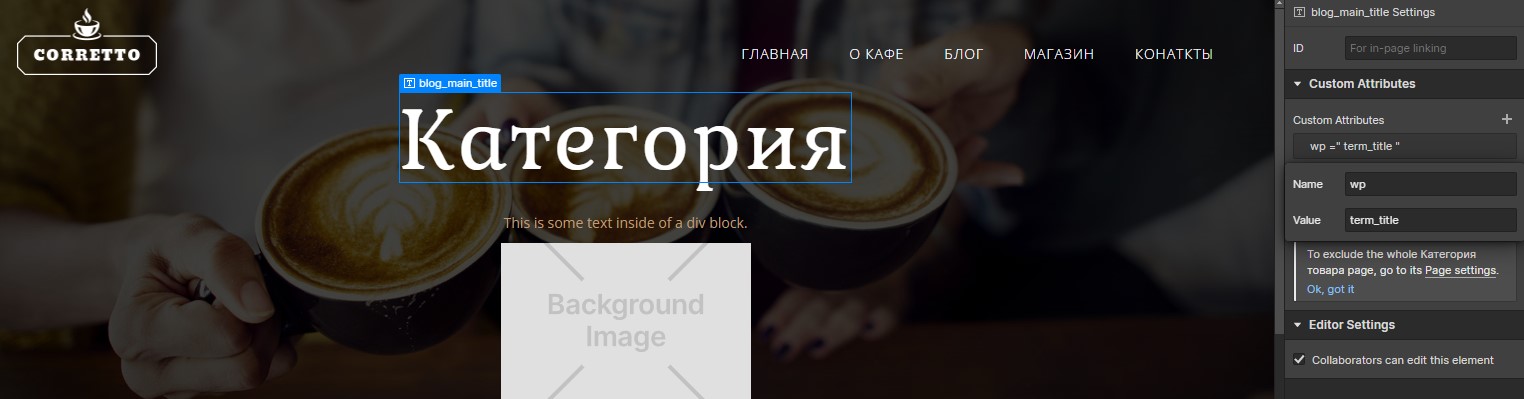 CORRETTO
ГЛАВНАЯ О КАФЕ БЛОГ МАГАЗИН КОНАТКТЫ
blog_main_title
Категория
This is some text inside of a div block.
Background
Image
blog_main_title Settings
ID For in-page linking
Custom Attributes
Custom Attributes +
wp =" term_title "
Name wp
Value term_title
To exclude the whole Категория
товара page, go to its Page settings.
Ok, got it
Editor Settings
Collaborators can edit this element